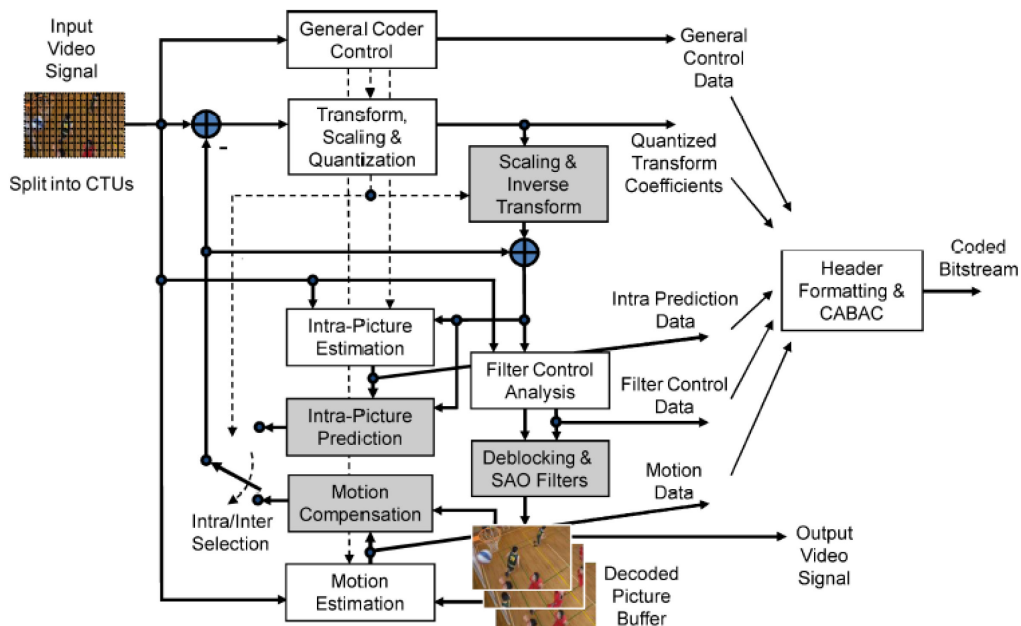 Input
Video
Signal
Split into CTUs
General Coder
Control
General
Control
Data
Transform,
Scaling &
Quantization
-
Quantized
Transform
Coefficients
Scaling &
Inverse
Transform
Header
Formatting &
CABAC
Coded
Bitstream
Intra-Picture
Estimation
Intra Prediction
Data
Filter Control
Analysis
Filter Control
Data
Intra-Picture
Prediction
Deblocking &
SAO Filters
Motion
Data
Motion
Compensation
Intra/Inter
Selection
Motion
Estimation
Decoded
Picture
Buffer
Output
Video
Signal